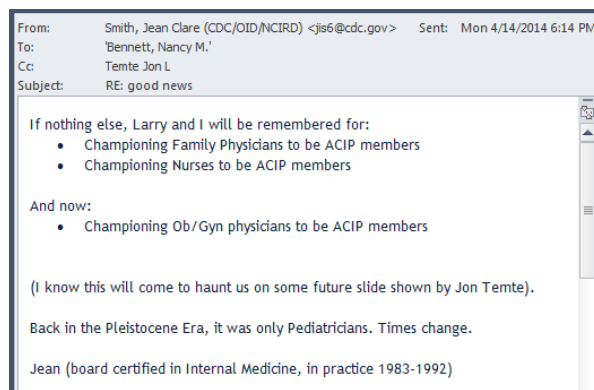 From: Smith, Jean Clare (CDC/OID/NCIRD) <jis6@cdc.gov> Sent: Mon 4/14/2014 6:14 PM
To: 'Bennett, Nancy M.'
Cc: Temte Jon L
Subject: RE: good news
If nothing else, Larry and I will be remembered for:
• Championing Family Physicians to be ACIP members
• Championing Nurses to be ACIP members
And now:
• Championing Ob/Gyn physicians to be ACIP members
(I know this will come to haunt us on some future slide shown by Jon Temte).
Back in the Pleistocene Era, it was only Pediatricians. Times change.
Jean (board certified in Internal Medicine, in practice 1983-1992)